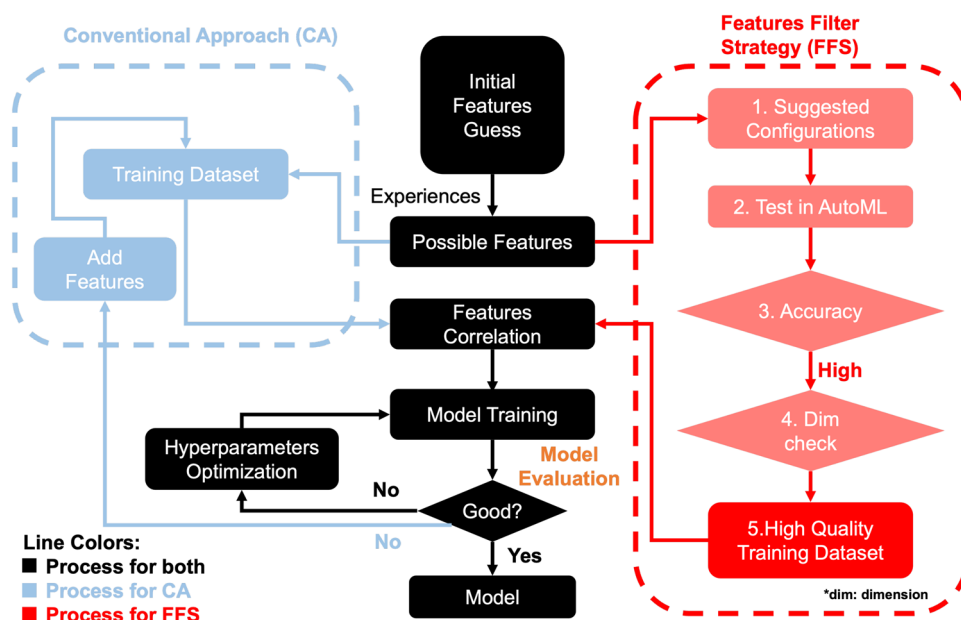 Conventional Approach (CA)
Features Filter
Strategy (FFS)
Initial
Features
Guess
1. Suggested
Configurations
Training Dataset
Experiences
2. Test in AutoML
Possible Features
Add
Features
3. Accuracy
Features
Correlation
High
Model Training
4. Dim
check
Hyperparameters
Optimization
Model
Evaluation
No
Good?
No
Yes
5.High Quality
Training Dataset
Line Colors:
Process for both
Process for CA
Process for FFS
Model
*dim: dimension